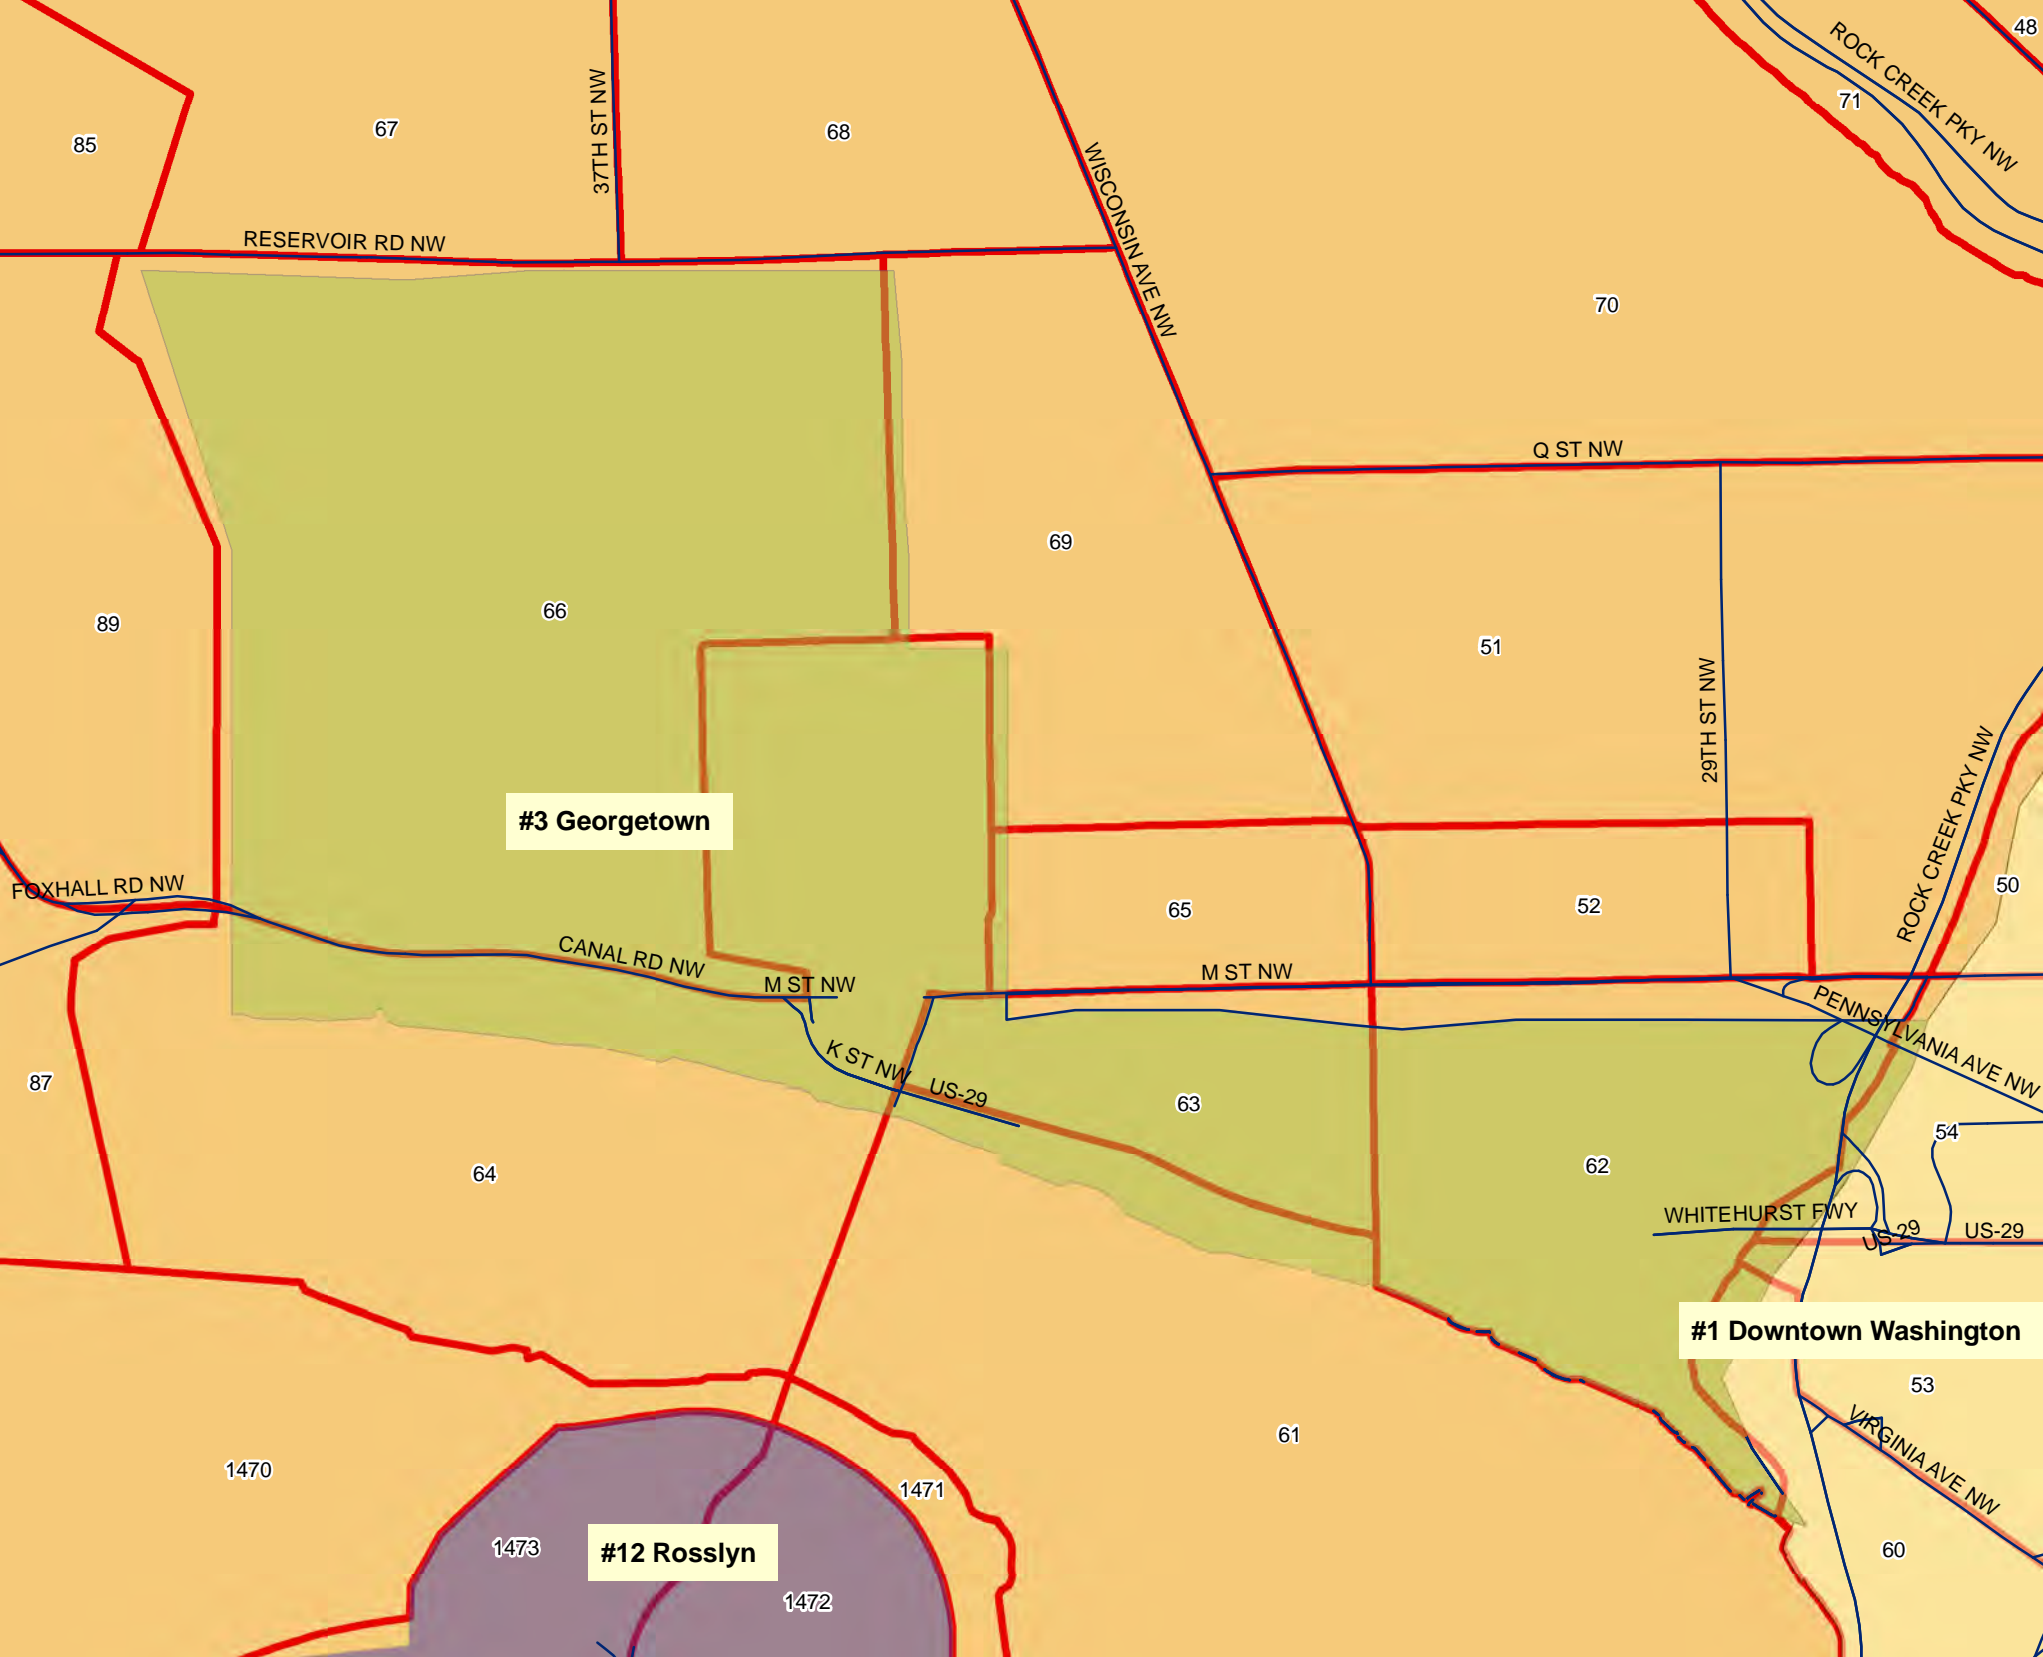 48
ROCK CREEK PKY NW
71
67
68
85
37TH ST NW
WISCONSIN AVE NW
RESERVOIR RD NW
70
Q ST NW
69
66
89
51
29TH ST NW
ROCK CREEK PKY NW
#3 Georgetown
FOXHALL RD NW
50
65
52
CANAL RD NW
M ST NW
M ST NW
PENNSYLVANIA AVE NW
K ST NW
US-29
87
63
54
64
62
WHITEHURST FWY
US-29
US-29
#1 Downtown Washington
53
VIRGINIA AVE NW
61
1470
1471
1473
#12 Rosslyn
60
1472